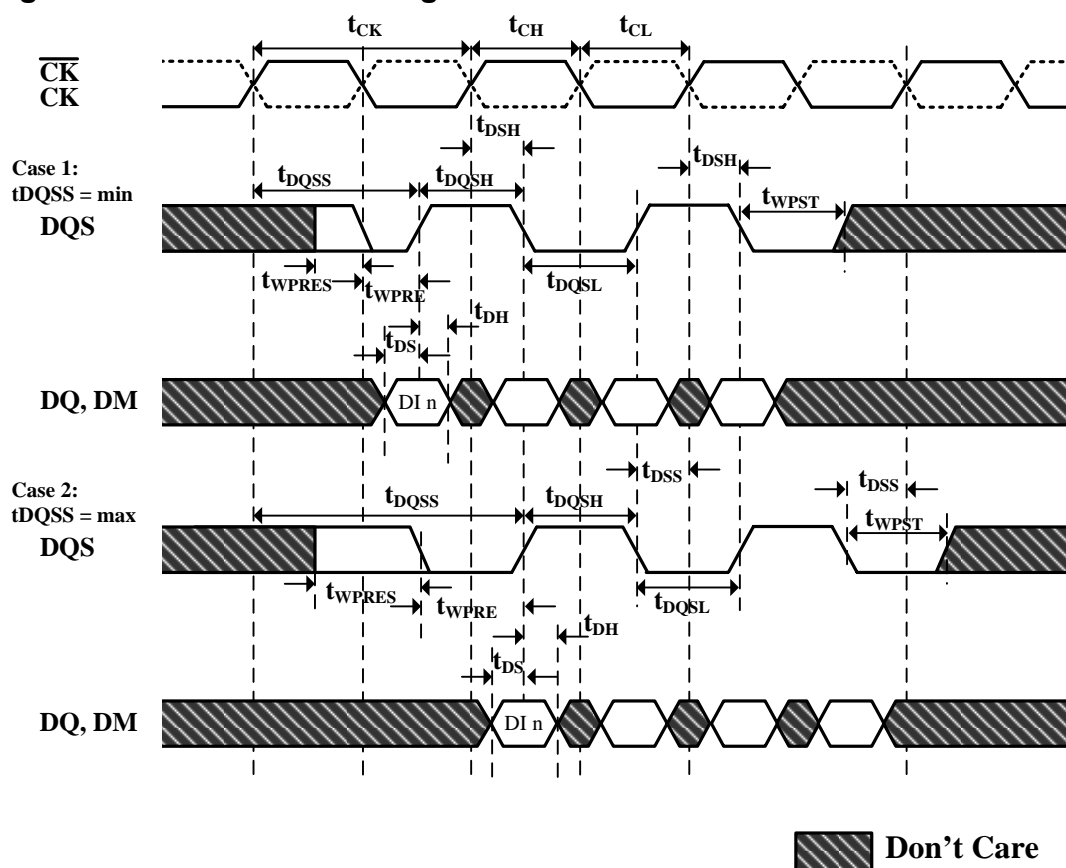 tCK tCH tCL
CK
CK
tDSH
tDSH
Case 1:
tDQSS = min
tDQSS tDQSH
tWPST
DQS
tWPRES tWPRE tDQSL
tDH
tDS
DQ, DM
DI n
tDSS
tDSS
Case 2:
tDQSS = max
tDQSS tDQSH
tWPST
DQS
tWPRES tWPRE tDQSL
tDH
tDS
DQ, DM
DI n
Don't Care